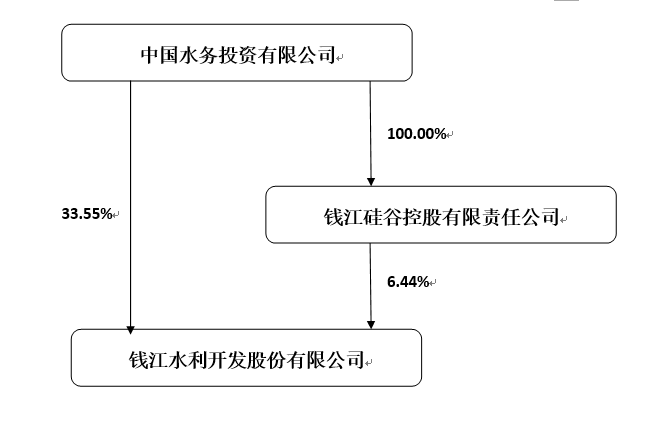 中国水务投资有限公司
100.00%
33.55%
钱江硅谷控股有限责任公司
6.44%
钱江水利开发股份有限公司